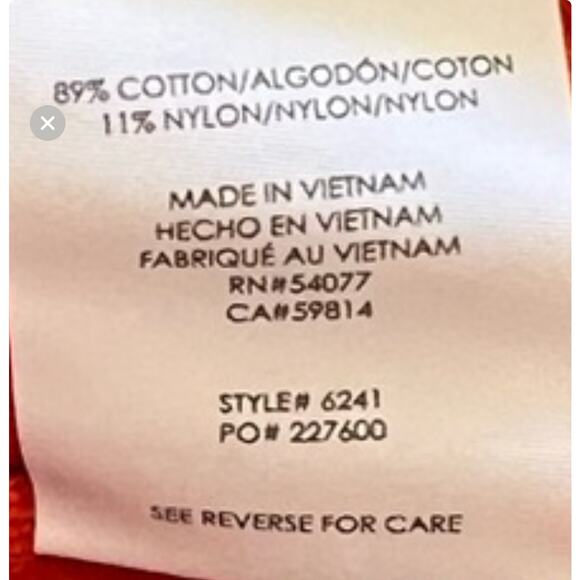 89% COTTON/ALGODÓN/COTON
11% NYLON/NYLON/NYLON
MADE IN VIETNAM
HECHO EN VIETNAM
FABRIQUÉ AU VIETNAM
RN#54077
CA#59814
STYLE# 6241
PO# 227600
SEE REVERSE FOR CARE